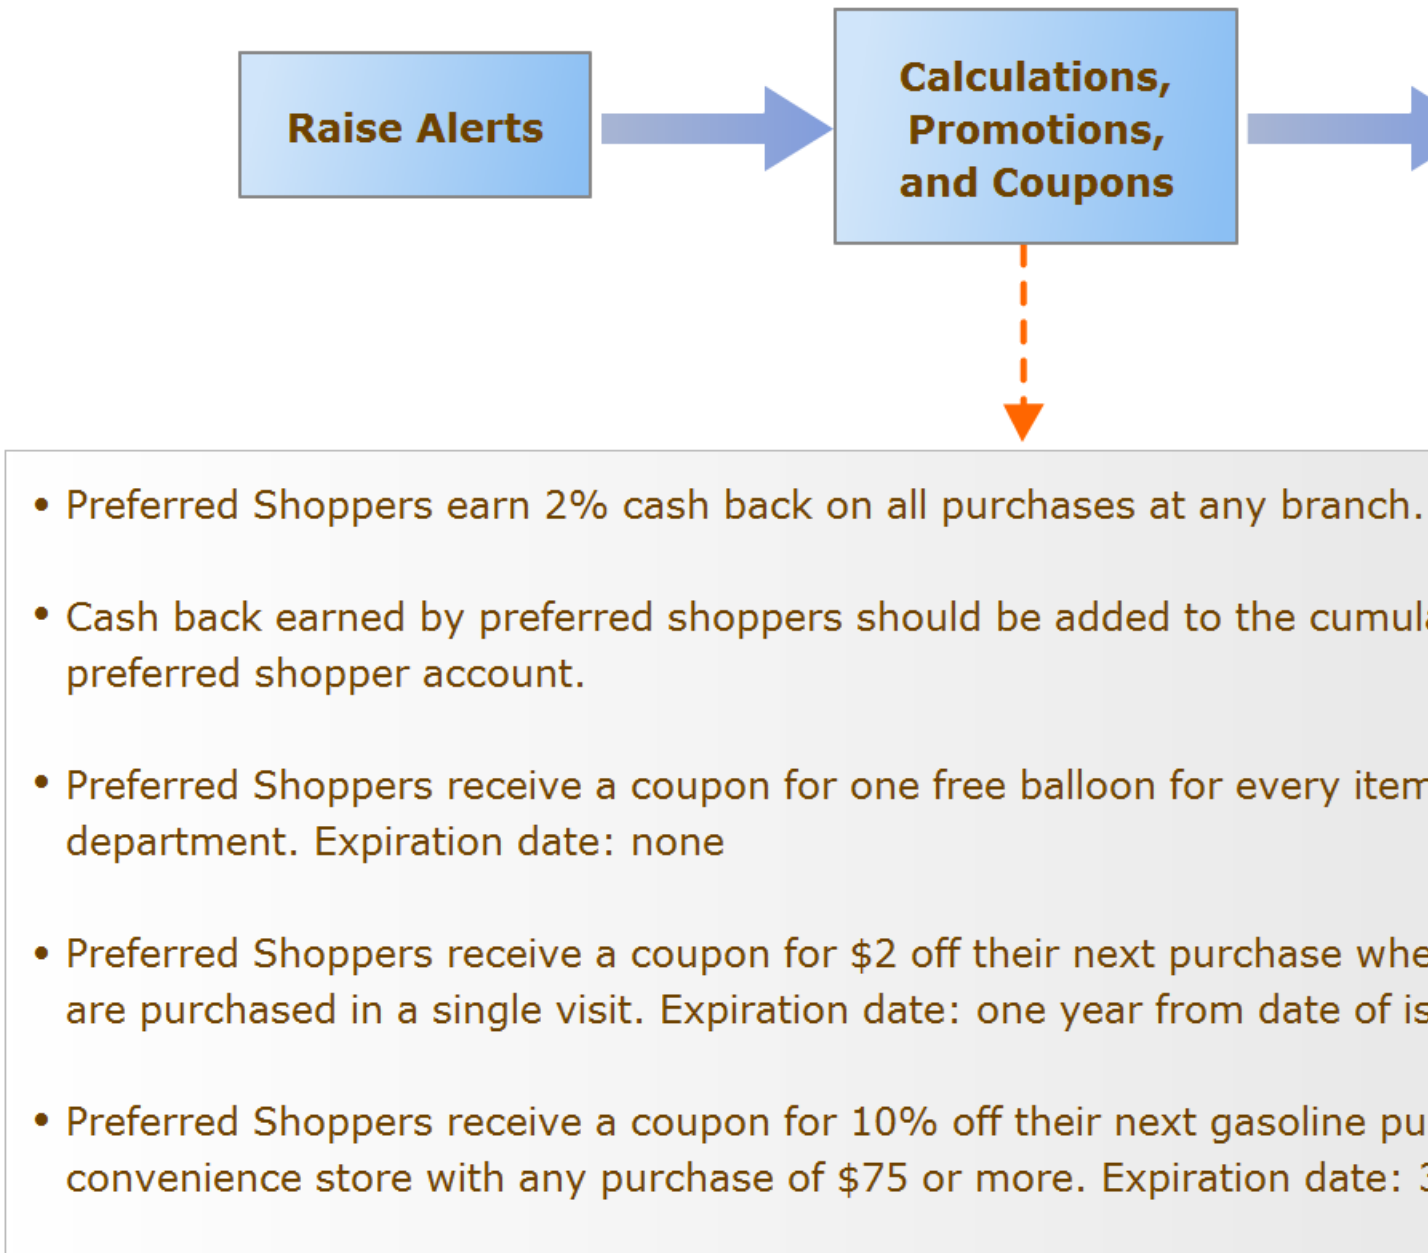 Raise Alerts
Calculations,
Promotions,
and Coupons
• Preferred Shoppers earn 2% cash back on all purchases at any branch.
• Cash back earned by preferred shoppers should be added to the
preferred shopper account.
• Preferred Shoppers receive a coupon for one free balloon for every item
department. Expiration date: none
• Preferred Shoppers receive a coupon for $2 off their next purchase
are purchased in a single visit. Expiration date: one year from date of
• Preferred Shoppers receive a coupon for 10% off their next gasoline
convenience store with any purchase of $75 or more. Expiration date: